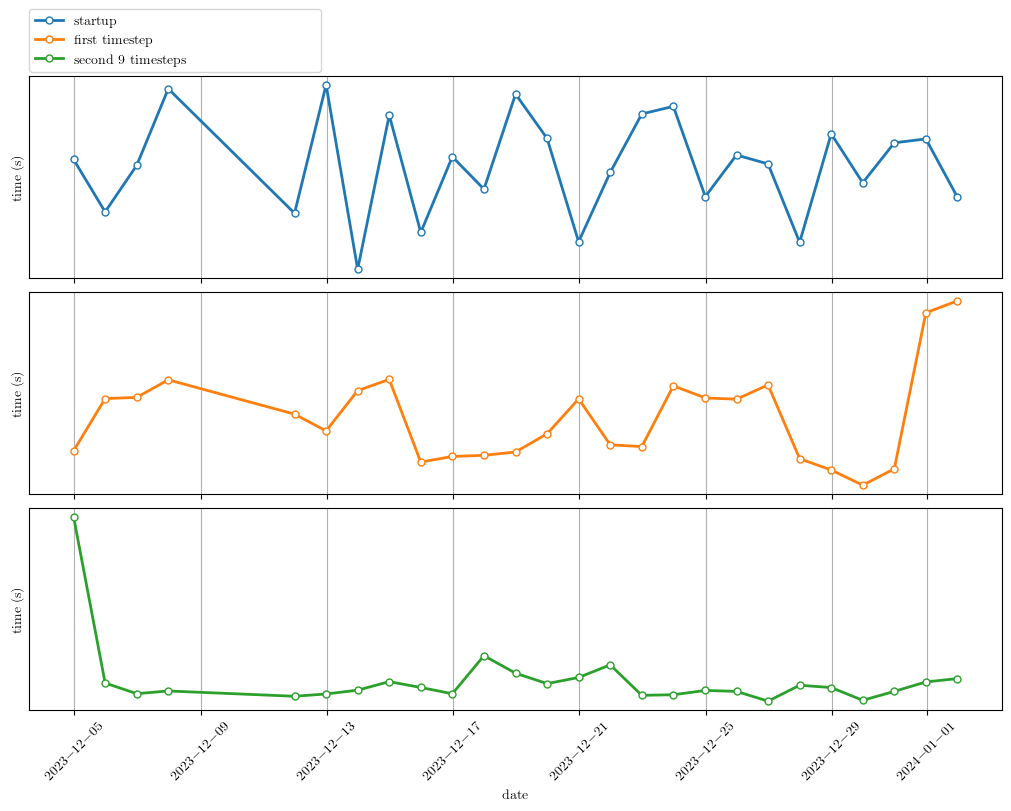 startup
first timestep
second 9 timesteps
time (s)
time (s)
time (s)
2023−12−05
2023−12−09
2023−12−13
2023−12−17
2023−12−21
2023−12−25
2023−12−29
2024−01−01
date